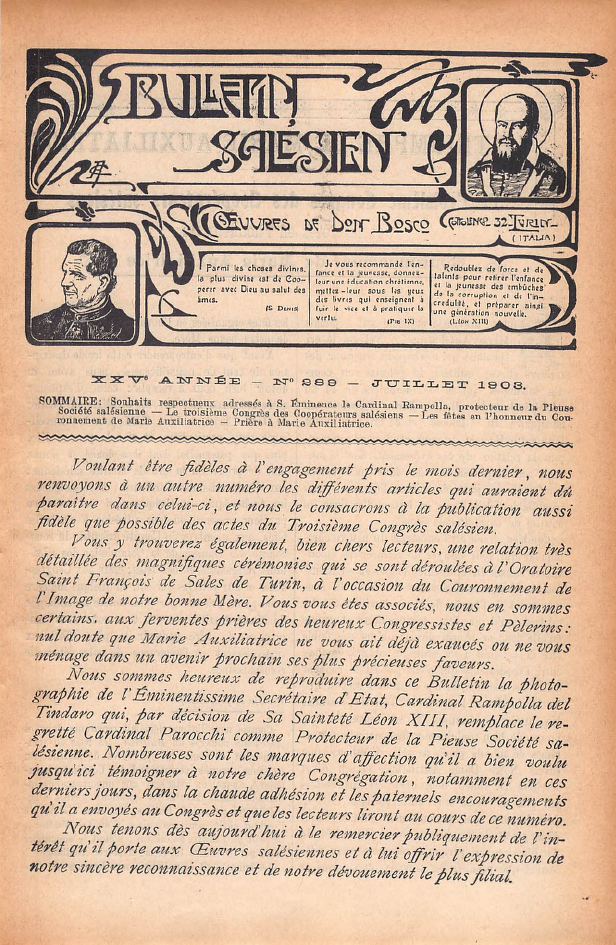 BULLETIN
SALÉSIEN
ŒUVRES DE DON BOSCO
COTTOLENGO, 32 - TURIN -
(ITALIA)
Parmi les choses divines,
la plus divine est de Coo-
pérer avec Dieu au salut des
âmes.
(S. Denis)
Je vous recommande l'en-
fance et la jeunesse, donnez-
leur une éducation chrétienne,
mettez-leur sous les yeux
des livres qui enseignent à
fuir le vice et à pratiquer la
vertu.
(Pie IX)
Redoublez de force et de
talents pour retirer l'enfance
et la jeunesse des embûches
de la corruption et de l'in-
crédulité, et préparer ainsi
une génération nouvelle.
(Léon XIII)
XXVe ANNÉE — No 289 — JUILLET 1903.
SOMMAIRE: Souhaits respectueux adressés à S. Éminence le Cardinal Rampolla, protecteur de la Pieuse
Société salésienne — Le troisième Congrès des Coopérateurs salésiens — Les fêtes en l'honneur du Cou-
ronnement de Marie Auxiliatrice — Prière à Marie Auxiliatrice.
Voulant être fidèles à l'engagement pris le mois dernier, nous
renvoyons à un autre numéro les différents articles qui auraient dû
paraître dans celui-ci, et nous le consacrons à la publication aussi
fidèle que possible des actes du Troisième Congrès salésien.
Vous y trouverez également, bien chers lecteurs, une relation très
détaillée des magnifiques cérémonies qui se sont déroulées à l'Oratoire
Saint François de Sales de Turin, à l'occasion du Couronnement de
l'Image de notre bonne Mère. Vous vous êtes associés, nous en sommes
certains, aux ferventes prières des heureux Congressistes et Pèlerins:
nul doute que Marie Auxiliatrice ne vous ait déjà exaucés ou ne vous
ménage dans un avenir prochain ses plus précieuses faveurs.
Nous sommes heureux de reproduire dans ce Bulletin la photo-
graphie de l'Éminentissime Secrétaire d'Etat, Cardinal Rampolla del
Tindaro qui, par décision de Sa Sainteté Léon XIII, remplace le re-
gretté Cardinal Parocchi comme Protecteur de la Pieuse Société sa-
lésienne. Nombreuses sont les marques d'affection qu'il a bien voulu
jusqu'ici témoigner à notre chère Congrégation, notamment en ces
derniers jours, dans la chaude adhésion et les paternels encouragements
qu'il a envoyés au Congrès et que les lecteurs liront au cours de ce numéro.
Nous tenons dès aujourd'hui à le remercier publiquement de l'in-
térêt qu'il porte aux Œuvres salésiennes et à lui offrir l'expression de
notre sincère reconnaissance et de notre dévouement le plus filial.